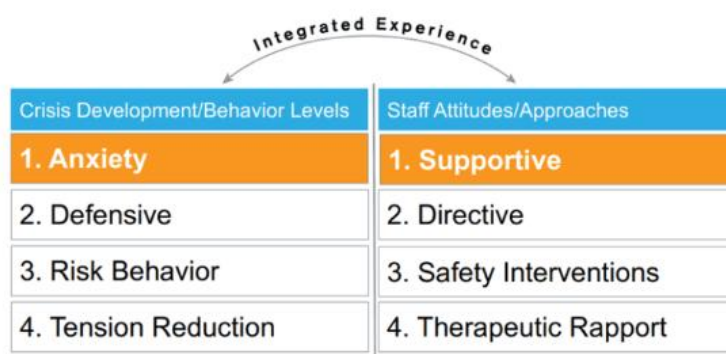 Integrated Experience
Crisis Development/Behavior Levels
Staff Attitudes/Approaches
1. Anxiety
1. Supportive
2. Defensive
2. Directive
3. Risk Behavior
3. Safety Interventions
4. Tension Reduction
4. Therapeutic Rapport